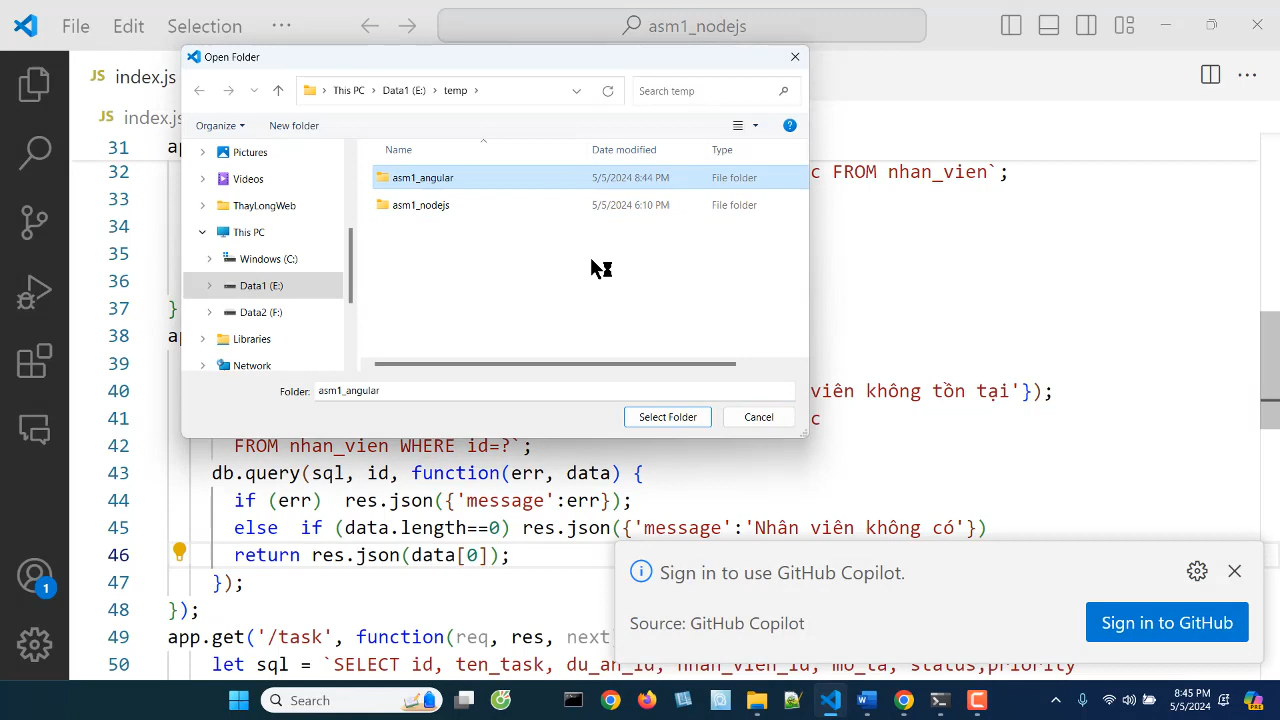 File Edit Selection ··· asm1_nodejs
JS index.js
JS index.js
Open Folder
This PC > Data1 (E:) > temp >
Search temp
Organize New folder
Name Date modified Type
Pictures
Videos
ThayLongWeb
This PC
Windows (C:)
Data1 (E:)
Data2 (F:)
Libraries
Network
asm1_angular 5/5/2024 8:44 PM File folder
asm1_nodejs 5/5/2024 6:10 PM File folder
Folder: asm1_angular
Select Folder Cancel
31
32 FROM nhan_vien`;
33
34
35
36
37 }
38
39
40 viên không tồn tại'});
41
42 FROM nhan_vien WHERE id=?`;
43 db.query(sql, id, function(err, data) {
44 if (err) res.json({'message':err});
45 else if (data.length==0) res.json({'message':'Nhân viên không có'})
46 return res.json(data[0]);
47 });
48 });
49 app.get('/task', function(req, res, next
50 let sql = `SELECT id, ten_task, du_an_id, nhan_vien_id, mo_ta, status,priority
1
Sign in to use GitHub Copilot.
Source: GitHub Copilot
Sign in to GitHub
Search
8:45 PM
5/5/2024